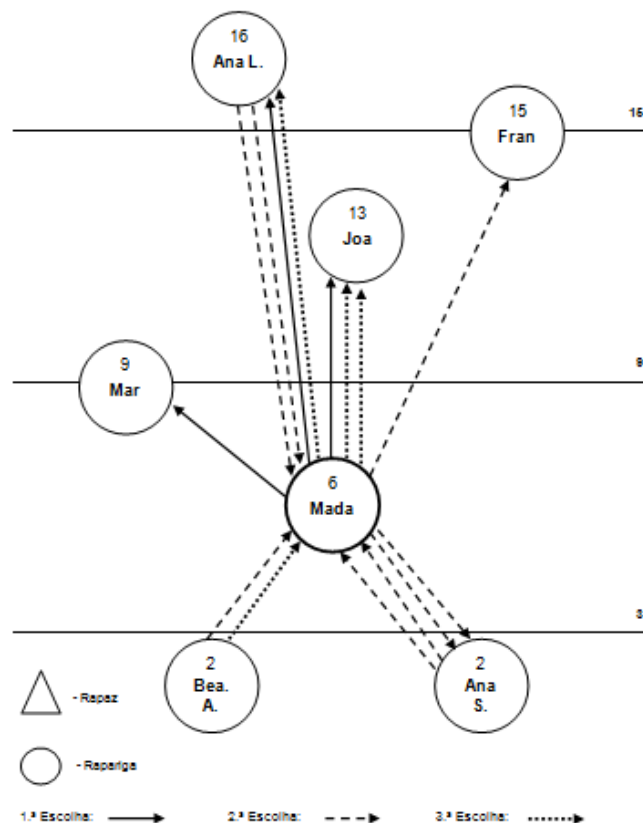 16
Ana L.
15
15
Fran
13
Joa
9
9
Mar
6
Mada
3
2
Bea.
A.
2
Ana
S.
- Rapaz
- Rapariga
1.ª Escolha: 2.ª Escolha: 3.ª Escolha: